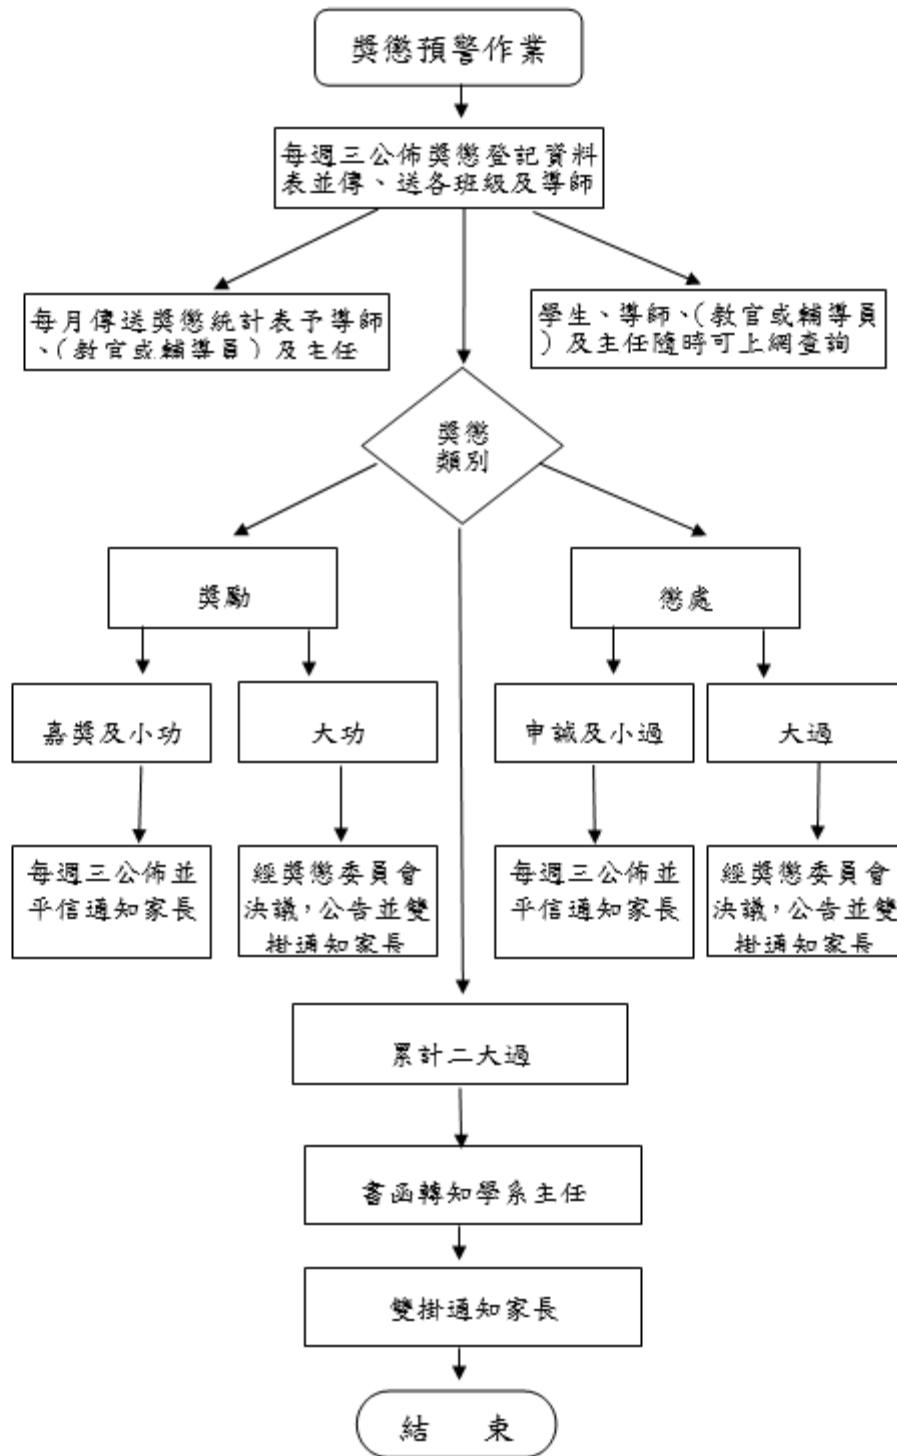 獎懲預警作業
每週三公佈獎懲登記資料
表並傳、送各班級及導師
每月傳送獎懲統計表予導師
、(教官或輔導員)及主任
學生、導師、(教官或輔導員
)及主任隨時可上網查詢
獎懲
類別
獎勵
懲處
嘉獎及小功
大功
申誡及小過
大過
每週三公佈並
平信通知家長
經獎懲委員會
決議，公告並雙
掛通知家長
每週三公佈並
平信通知家長
經獎懲委員會
決議，公告並雙
掛通知家長
累計二大過
書函轉知學系主任
雙掛通知家長
結 束